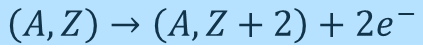 (A, Z) → (A, Z + 2) + 2e⁻